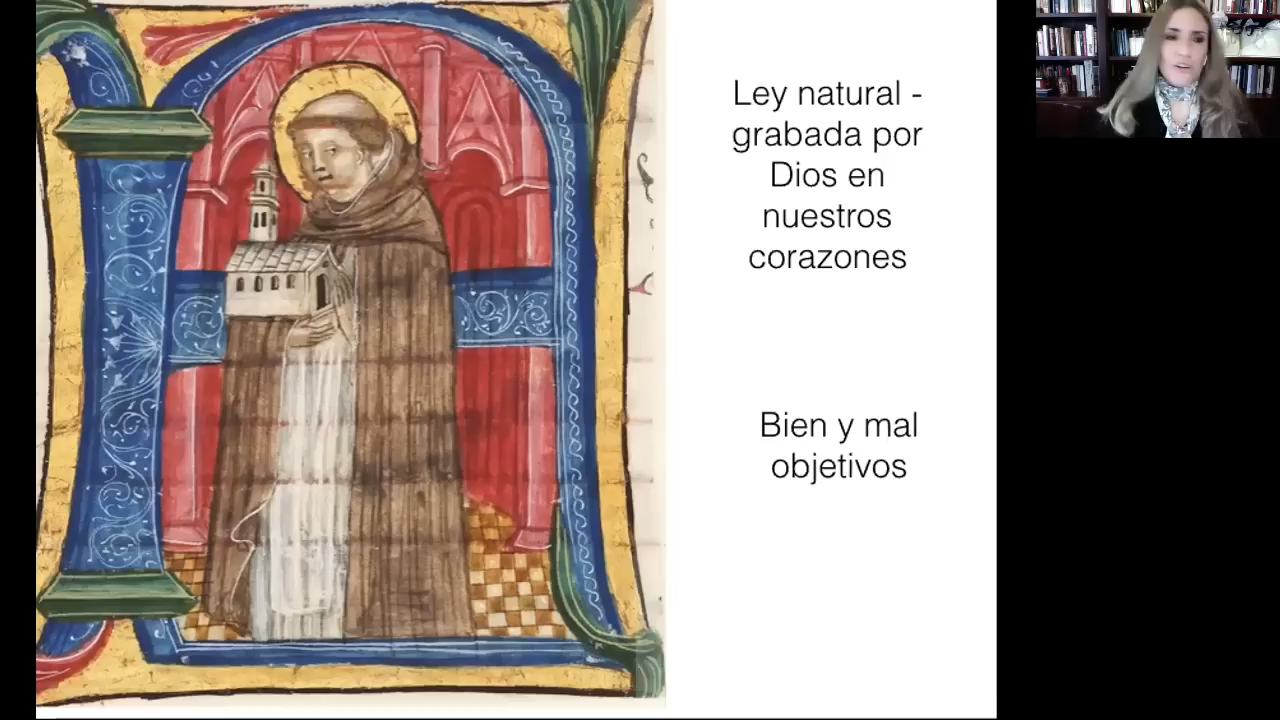 Ley natural -
grabada por
Dios en
nuestros
corazones
Bien y mal
objetivos